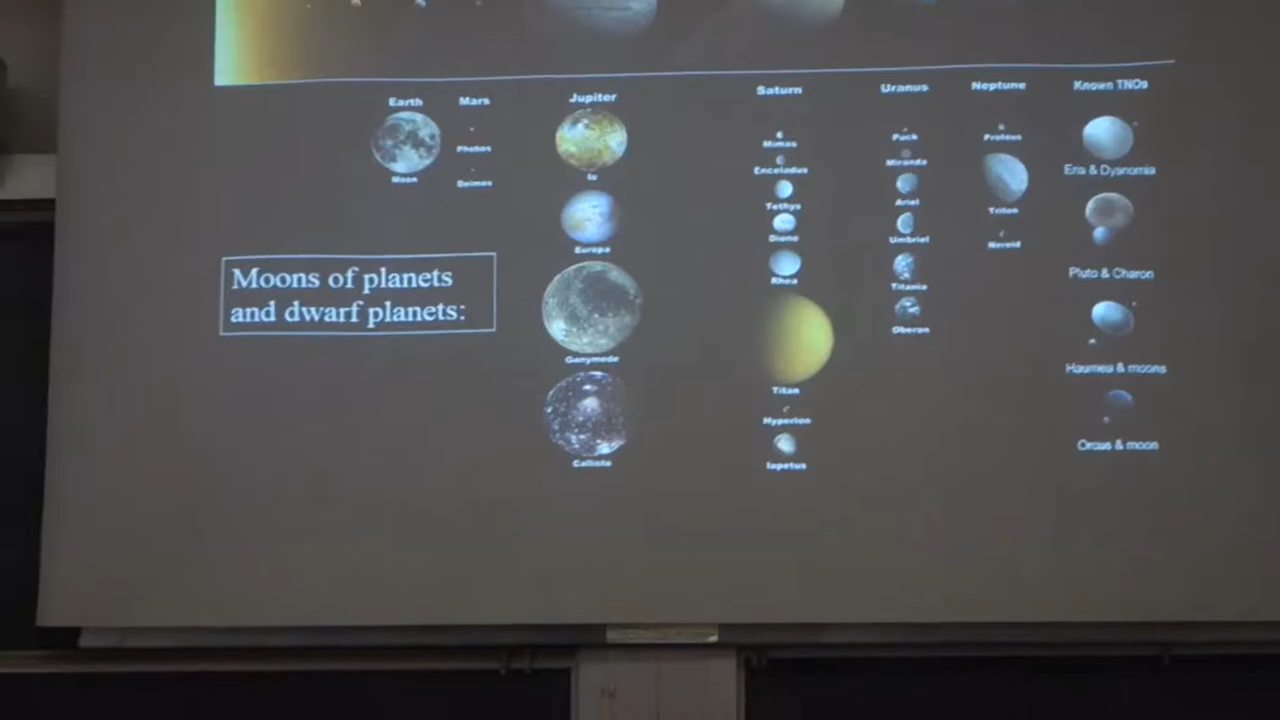 Earth
Mars
Jupiter
Saturn
Uranus
Neptune
Known TNOs
Moon
Phobos
Deimos
Io
Europa
Ganymede
Callisto
Mimas
Enceladus
Tethys
Dione
Rhea
Titan
Hyperion
Iapetus
Puck
Miranda
Ariel
Umbriel
Titania
Oberon
Proteus
Triton
Nereid
Eris & Dysnomia
Pluto & Charon
Haumea & moons
Orcus & moon
Moons of planets
and dwarf planets: